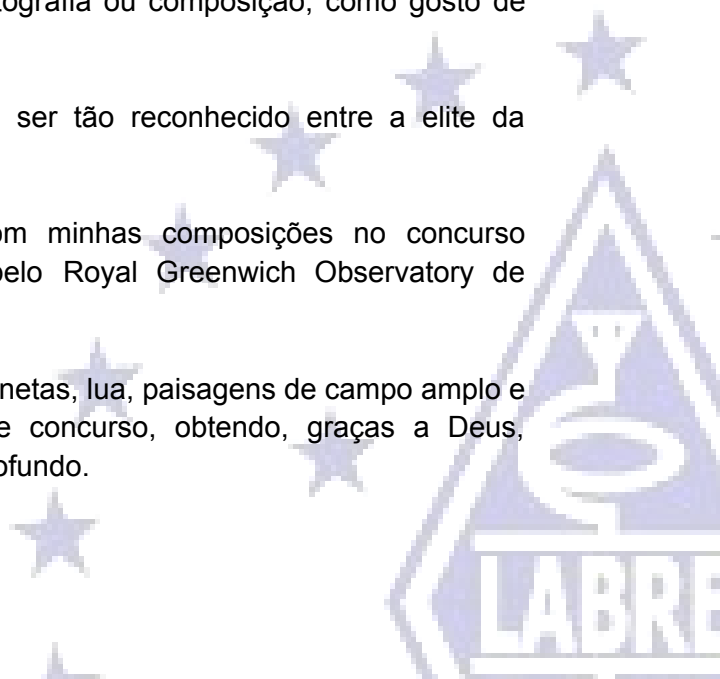 tografia ou composição, como gosto de
ser tão reconhecido entre a elite da
om minhas composições no concurso
pelo Royal Greenwich Observatory de
netas, lua, paisagens de campo amplo e
e concurso, obtendo, graças a Deus,
ofundo.
LABRE